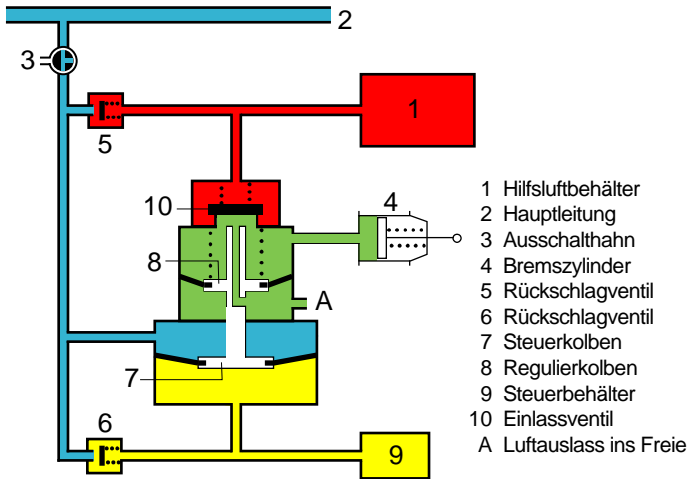 2
3
1
5
10
4
8
A
7
6
9
1 Hilfsluftbehälter
2 Hauptleitung
3 Ausschalthahn
4 Bremszylinder
5 Rückschlagventil
6 Rückschlagventil
7 Steuerkolben
8 Regulierkolben
9 Steuerbehälter
10 Einlassventil
A Luftauslass ins Freie